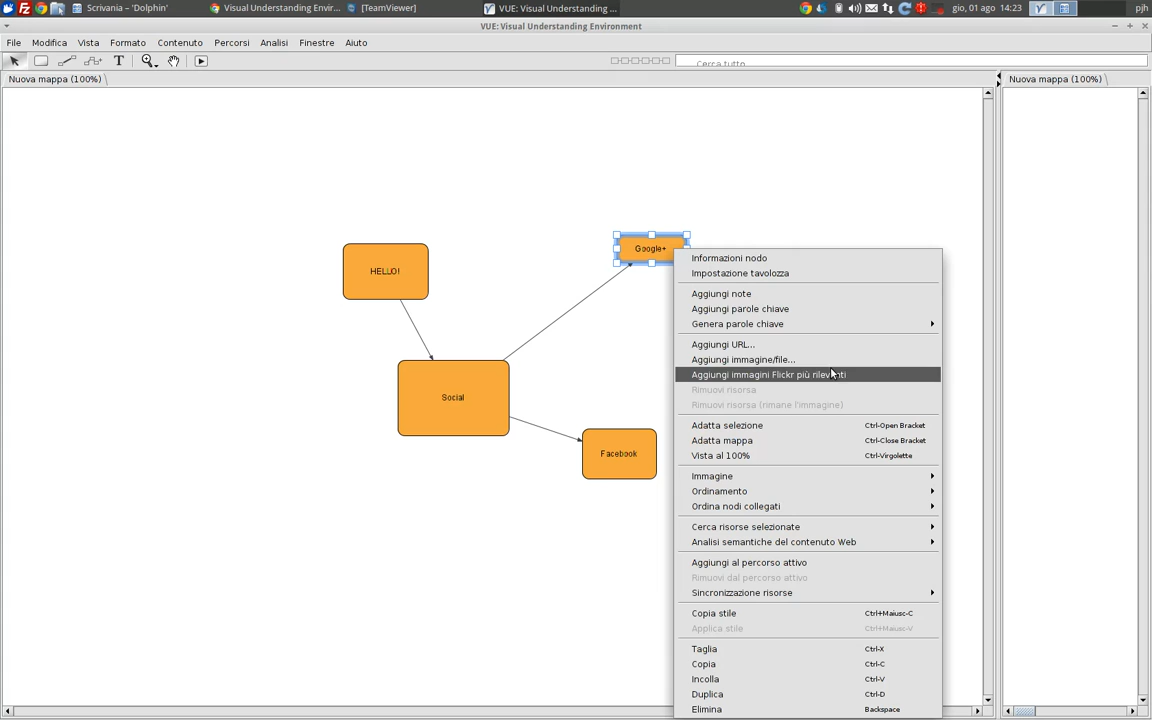 Scrivania – 'Dolphin' Visual Understanding Envir... [TeamViewer] VUE: Visual Understanding ... gio, 01 ago 14:23 pjh
VUE: Visual Understanding Environment
File Modifica Vista Formato Contenuto Percorsi Analisi Finestre Aiuto
T Cerca tutto
Nuova mappa (100%) Nuova mappa (100%)
Google+
HELLO!
Social
Facebook
Informazioni nodo
Impostazione tavolozza
Aggiungi note
Aggiungi parole chiave
Genera parole chiave
Aggiungi URL...
Aggiungi immagine/file...
Aggiungi immagini Flickr più rilevanti
Rimuovi risorsa
Rimuovi risorsa (rimane l'immagine)
Adatta selezione Ctrl-Open Bracket
Adatta mappa Ctrl-Close Bracket
Vista al 100% Ctrl-Virgolette
Immagine
Ordinamento
Ordina nodi collegati
Cerca risorse selezionate
Analisi semantiche del contenuto Web
Aggiungi al percorso attivo
Rimuovi dal percorso attivo
Sincronizzazione risorse
Copia stile Ctrl+Maiusc-C
Applica stile Ctrl+Maiusc-V
Taglia Ctrl-X
Copia Ctrl-C
Incolla Ctrl-V
Duplica Ctrl-D
Elimina Backspace